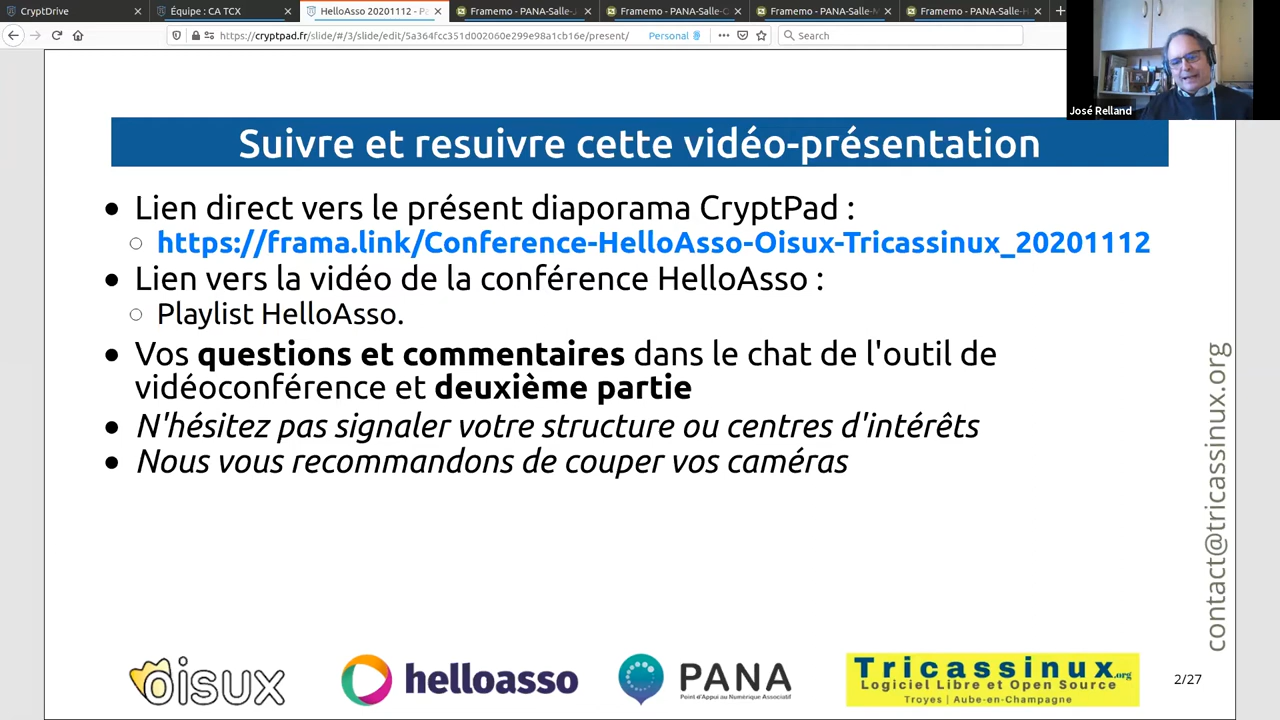 CryptDrive
Équipe : CA TCX
HelloAsso 20201112 - Pa
Framemo - PANA-Salle-J
Framemo - PANA-Salle-C
Framemo - PANA-Salle-M
Framemo - PANA-Salle-H
https://cryptpad.fr/slide/#/3/slide/edit/5a364fcc351d002060e299e98a1cb16e/present/
Personal
Search
José Relland
Suivre et resuivre cette vidéo-présentation
• Lien direct vers le présent diaporama CryptPad :
○ https://frama.link/Conference-HelloAsso-Oisux-Tricassinux_20201112
• Lien vers la vidéo de la conférence HelloAsso :
○ Playlist HelloAsso.
• Vos questions et commentaires dans le chat de l'outil de
vidéoconférence et deuxième partie
• N'hésitez pas signaler votre structure ou centres d'intérêts
• Nous vous recommandons de couper vos caméras
contact@tricassinux.org
oisux
helloasso
PANA
Point d'Appui au Numérique Associatif
Tricassinux.org
Logiciel Libre et Open Source
Troyes | Aube-en-Champagne
2/27